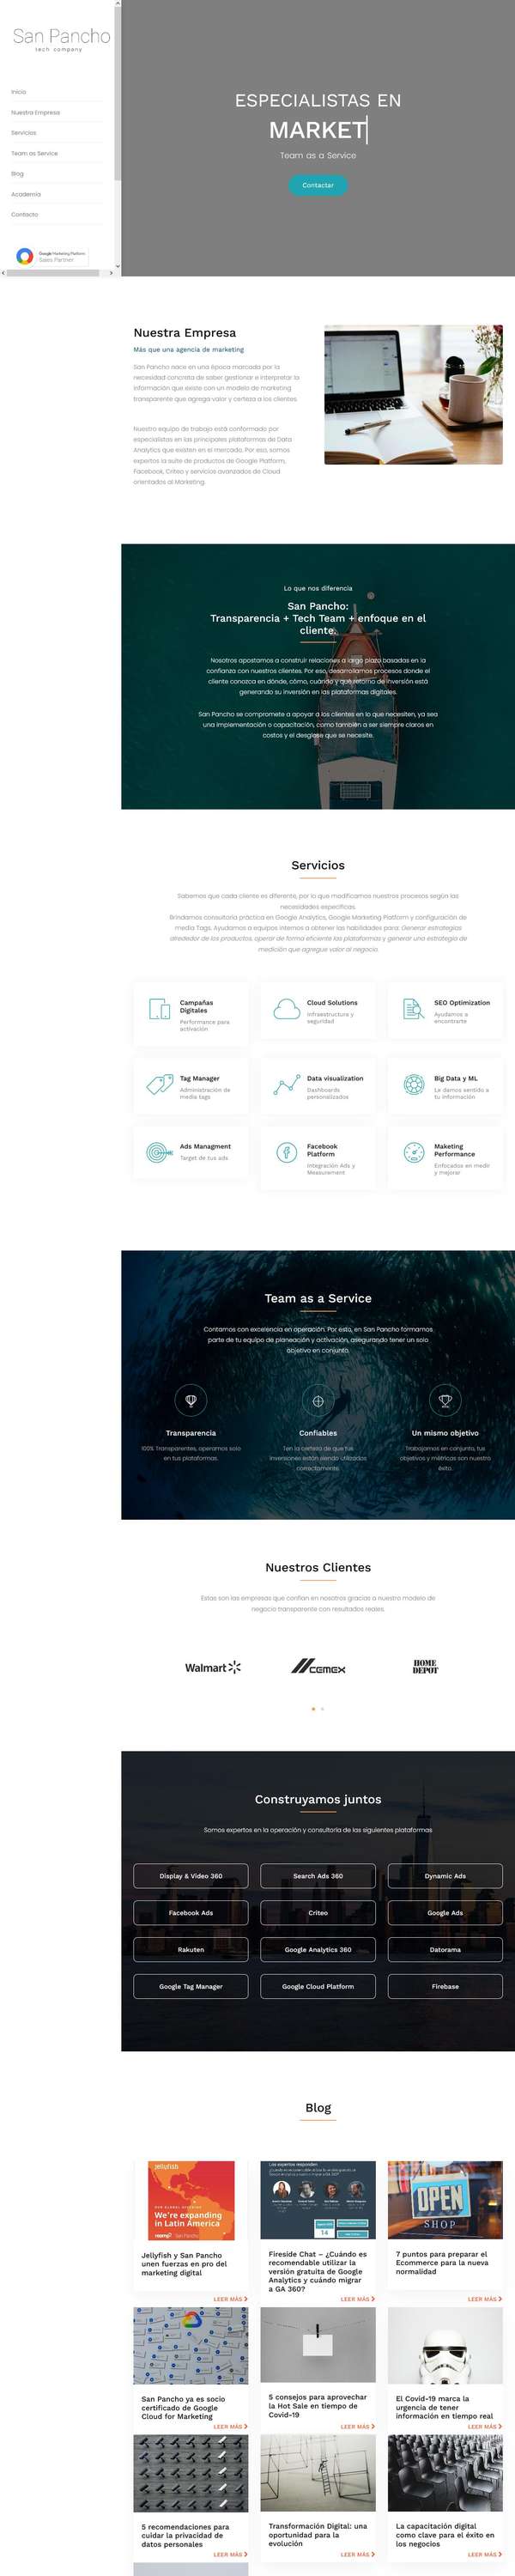 San Pancho
tech company
Inicio
Nuestra Empresa
Servicios
Team as Service
Blog
Academia
Contacto
Google Marketing Platform
Sales Partner
ESPECIALISTAS EN
MARKET
Team as a Service
Contactar
Nuestra Empresa
Más que una agencia de marketing
San Pancho nace en una época marcada por la
necesidad concreta de saber gestionar e interpretar la
información que existe con un modelo de marketing
transparente que agrega valor y certeza a los clientes.
Nuestro equipo de trabajo está conformado por
especialistas en las principales plataformas de Data
Analytics que existen en el mercado. Por eso, somos
expertos la suite de productos de Google Platform,
Facebook, Criteo y servicios avanzados de Cloud
orientados al Marketing.
Lo que nos diferencia
San Pancho:
Transparencia + Tech Team + enfoque en el
cliente
Nosotros apostamos a construir relaciones a largo plazo basadas en la
confianza con nuestros clientes. Por eso, desarrollamos procesos donde el
cliente conozca en dónde, cómo, cuándo y que retorno de inversión está
generando su inversión en las plataformas digitales.
San Pancho se compromete a apoyar a los clientes en lo que necesiten, ya sea
una implementación o capacitación, como también a ser siempre claros en
costos y el desglose que se necesite.
Servicios
Sabemos que cada cliente es diferente, por lo que modificamos nuestros procesos según las
necesidades específicas.
Brindamos consultoría práctica en Google Analytics, Google Marketing Platform y configuración de
media Tags. Ayudamos a equipos internos a obtener las habilidades para: Generar estrategias
alrededor de los productos, operar de forma eficiente las plataformas y generar una estrategia de
medición que agregue valor al negocio.
Campañas
Digitales
Performance para
activación
Cloud Solutions
Infraestructura y
seguridad
SEO Optimization
Ayudamos a
encontrarte
Tag Manager
Administración de
media tags
Data visualization
Dashboards
personalizados
Big Data y ML
Le damos sentido a
tu información
Ads Managment
Target de tus ads
Facebook
Platform
Integración Ads y
Measurement
Maketing
Performance
Enfocados en medir
y mejorar
Team as a Service
Contamos con excelencia en operación. Por esto, en San Pancho formamos
parte de tu equipo de planeación y activación, asegurando tener un solo
objetivo en conjunto.
Transparencia
100% Transparentes, operamos solo
en tus plataformas.
Confiables
Ten la certeza de que tus
inversiones están siendo utilizadas
correctamente.
Un mismo objetivo
Trabajamos en conjunto, tus
objetivos y métricas son nuestro
éxito.
Nuestros Clientes
Estas son las empresas que confían en nosotros gracias a nuestro modelo de
negocio transparente con resultados reales.
Walmart
CEMEX
HOME
DEPOT
Construyamos juntos
Somos expertos en la operación y consultoría de las siguientes plataformas
Display & Video 360
Search Ads 360
Dynamic Ads
Facebook Ads
Criteo
Google Ads
Rakuten
Google Analytics 360
Datorama
Google Tag Manager
Google Cloud Platform
Firebase
Blog
Jellyfish
We're expanding
in Latin America
San Pancho
Jellyfish y San Pancho
unen fuerzas en pro del
marketing digital
LEER MÁS
Los expertos responden
14
Fireside Chat – ¿Cuándo es
recomendable utilizar la
versión gratuita de Google
Analytics y cuándo migrar
a GA 360?
LEER MÁS
OPEN
SHOP
7 puntos para preparar el
Ecommerce para la nueva
normalidad
LEER MÁS
San Pancho ya es socio
certificado de Google
Cloud for Marketing
LEER MÁS
5 consejos para aprovechar
la Hot Sale en tiempo de
Covid-19
LEER MÁS
El Covid-19 marca la
urgencia de tener
información en tiempo real
LEER MÁS
5 recomendaciones para
cuidar la privacidad de
datos personales
LEER MÁS
Transformación Digital: una
oportunidad para la
evolución
LEER MÁS
La capacitación digital
como clave para el éxito en
los negocios
LEER MÁS